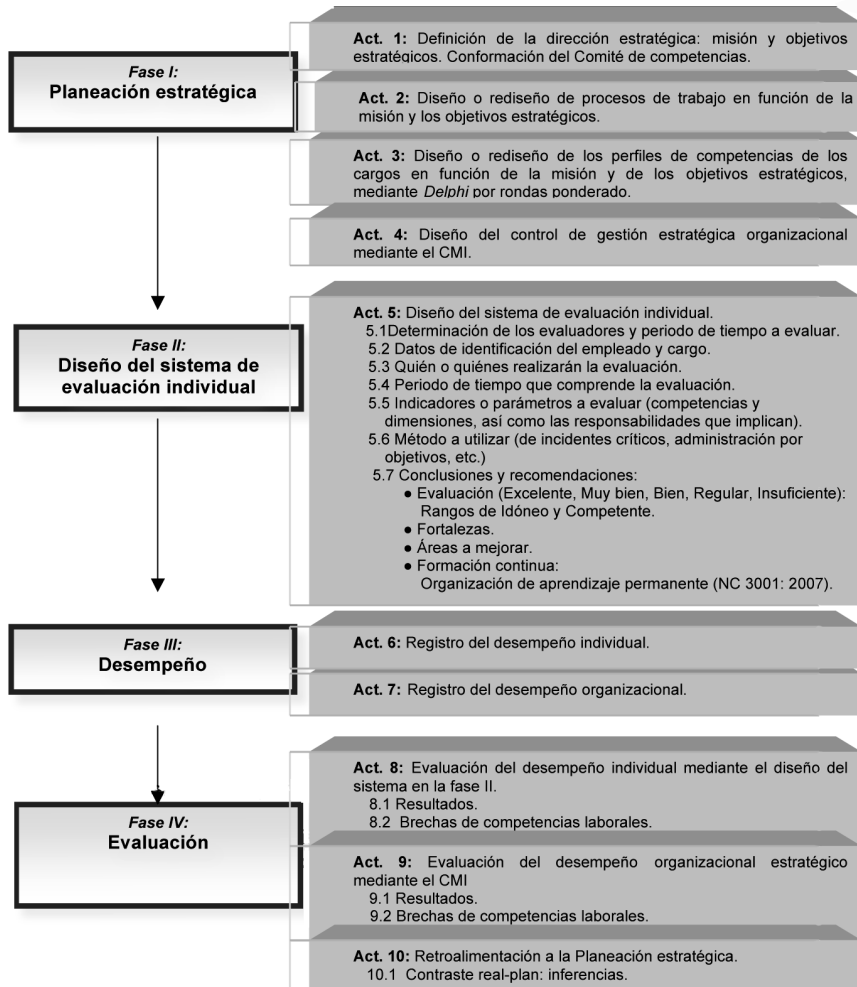 Fase I:
Planeación estratégica
Act. 1: Definición de la dirección estratégica: misión y objetivos
estratégicos. Conformación del Comité de competencias.
Act. 2: Diseño o rediseño de procesos de trabajo en función de la
misión y los objetivos estratégicos.
Act. 3: Diseño o rediseño de los perfiles de competencias de los
cargos en función de la misión y de los objetivos estratégicos,
mediante Delphi por rondas ponderado.
Act. 4: Diseño del control de gestión estratégica organizacional
mediante el CMI.
Fase II:
Diseño del sistema de
evaluación individual
Act. 5: Diseño del sistema de evaluación individual.
5.1Determinación de los evaluadores y periodo de tiempo a evaluar.
5.2 Datos de identificación del empleado y cargo.
5.3 Quién o quiénes realizarán la evaluación.
5.4 Periodo de tiempo que comprende la evaluación.
5.5 Indicadores o parámetros a evaluar (competencias y
dimensiones, así como las responsabilidades que implican).
5.6 Método a utilizar (de incidentes críticos, administración por
objetivos, etc.)
5.7 Conclusiones y recomendaciones:
● Evaluación (Excelente, Muy bien, Bien, Regular, Insuficiente):
Rangos de Idóneo y Competente.
● Fortalezas.
● Áreas a mejorar.
● Formación continua:
Organización de aprendizaje permanente (NC 3001: 2007).
Fase III:
Desempeño
Act. 6: Registro del desempeño individual.
Act. 7: Registro del desempeño organizacional.
Fase IV:
Evaluación
Act. 8: Evaluación del desempeño individual mediante el diseño del
sistema en la fase II.
8.1 Resultados.
8.2 Brechas de competencias laborales.
Act. 9: Evaluación del desempeño organizacional estratégico
mediante el CMI
9.1 Resultados.
9.2 Brechas de competencias laborales.
Act. 10: Retroalimentación a la Planeación estratégica.
10.1 Contraste real-plan: inferencias.